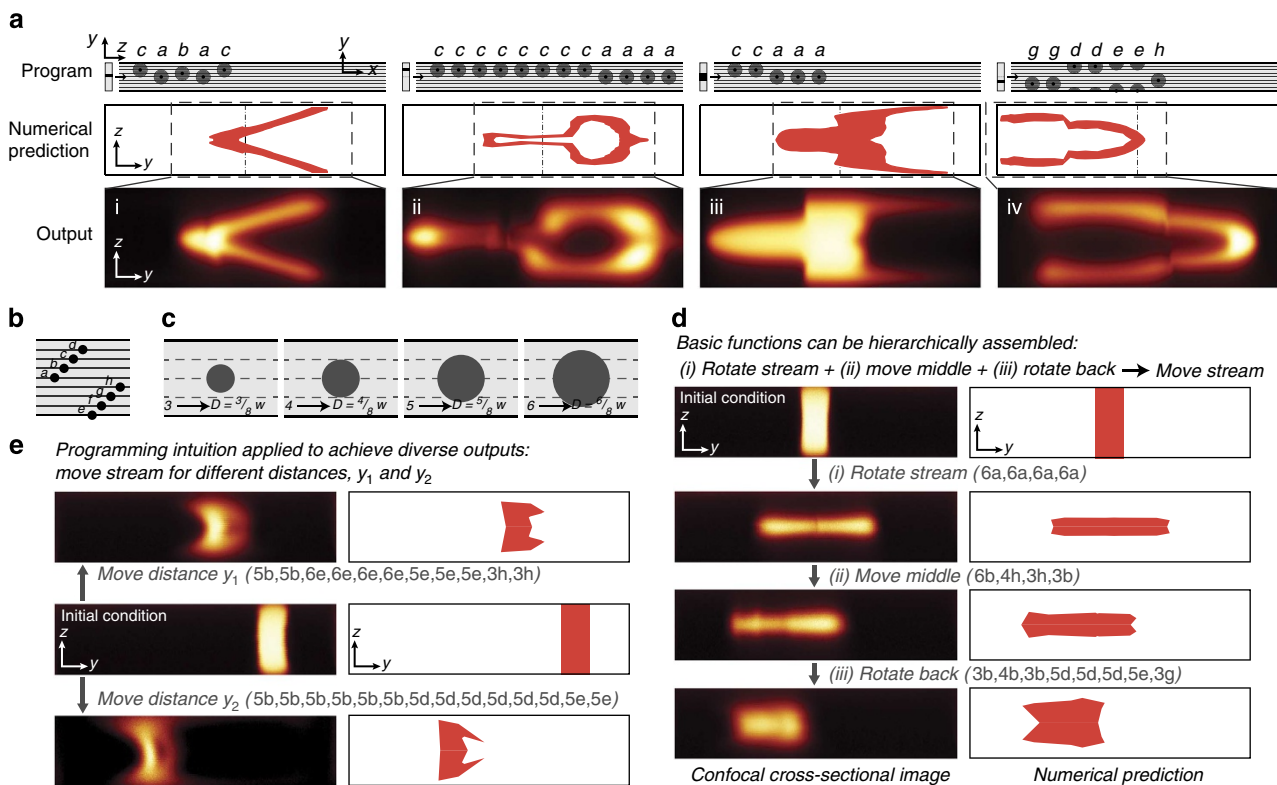 a
y
z
c a b a c
y
x
c c c c c c c c a a a a
c c a a a
g g d d e e h
Program
Numerical
prediction
z
y
i
ii
iii
iv
Output
z
y
b
d
c
b
a
h
g
f
e
c
3 → D = 3/8 w
4 → D = 4/8 w
5 → D = 5/8 w
6 → D = 6/8 w
d
Basic functions can be hierarchically assembled:
(i) Rotate stream + (ii) move middle + (iii) rotate back → Move stream
Initial condition
z
y
z
y
(i) Rotate stream (6a,6a,6a,6a)
(ii) Move middle (6b,4h,3h,3b)
(iii) Rotate back (3b,4b,3b,5d,5d,5d,5e,3g)
Confocal cross-sectional image
Numerical prediction
e
Programming intuition applied to achieve diverse outputs:
move stream for different distances, y₁ and y₂
Move distance y₁ (5b,5b,6e,6e,6e,6e,5e,5e,5e,3h,3h)
Initial condition
z
y
z
y
Move distance y₂ (5b,5b,5b,5b,5b,5b,5d,5d,5d,5d,5d,5d,5e,5e)